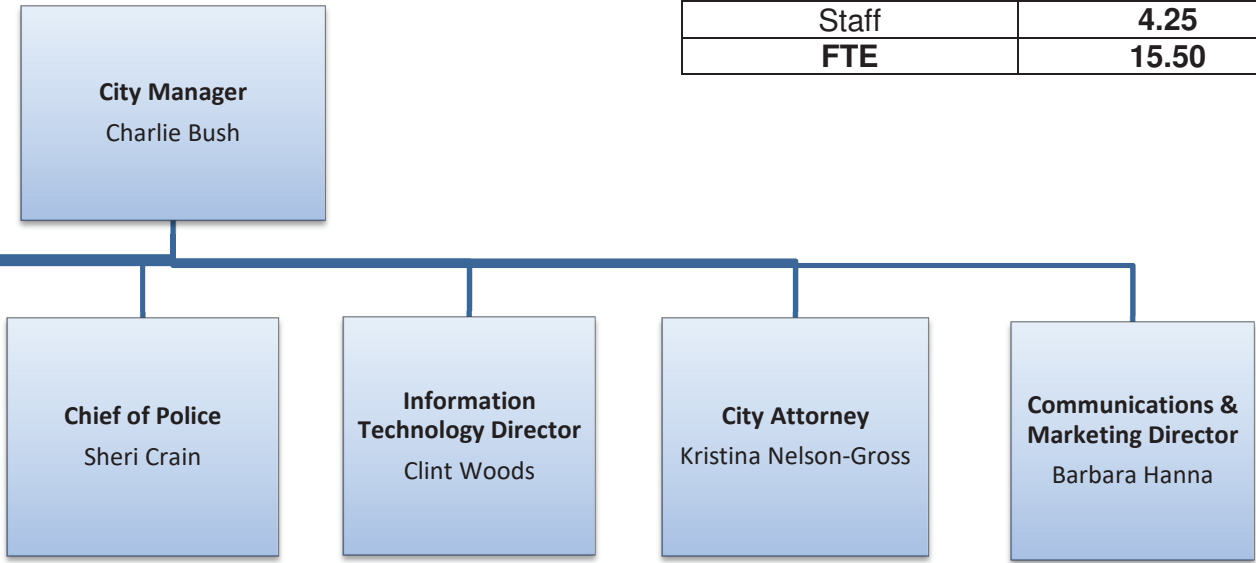 Staff 4.25
FTE 15.50
City Manager
Charlie Bush
Chief of Police
Sheri Crain
Information
Technology Director
Clint Woods
City Attorney
Kristina Nelson-Gross
Communications &
Marketing Director
Barbara Hanna